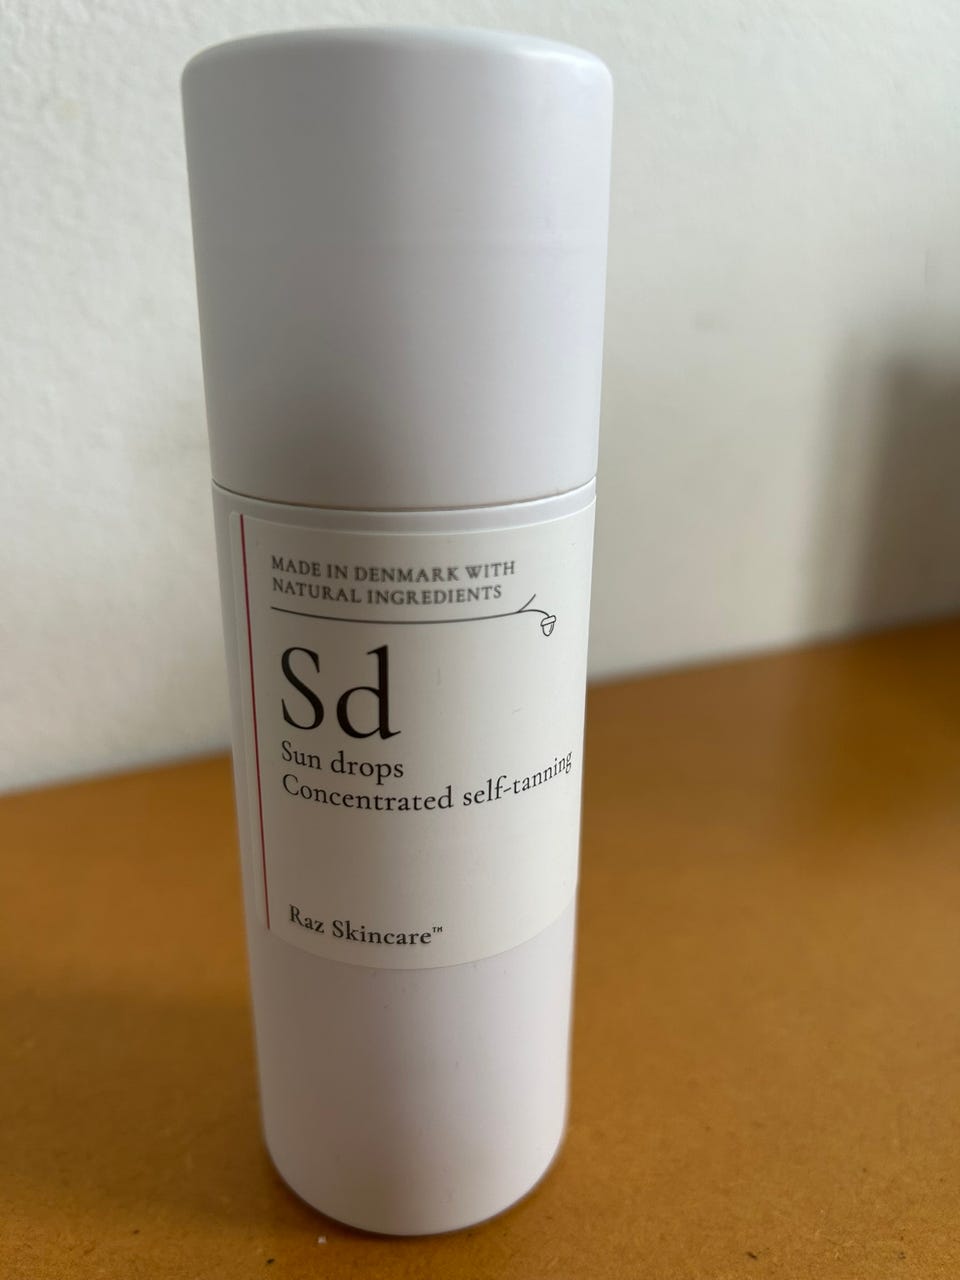 MADE IN DENMARK WITH
NATURAL INGREDIENTS
Sd
Sun drops
Concentrated self-tanning
Raz Skincare™